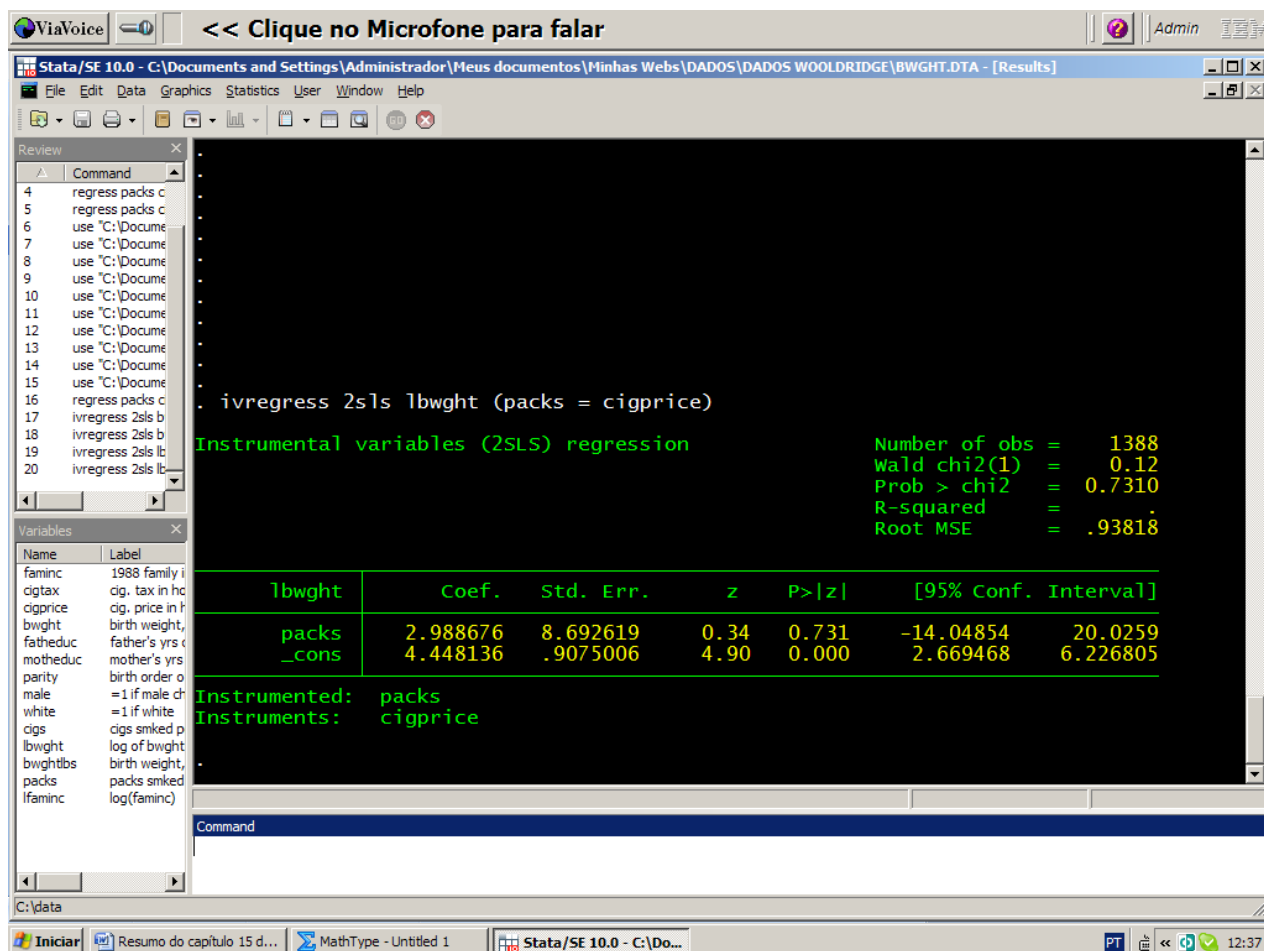 ViaVoice << Clique no Microfone para falar Admin
Stata/SE 10.0 - C:\Documents and Settings\Administrador\Meus documentos\Minhas Webs\DADOS\DADOS WOOLDRIDGE\BWGHT.DTA - [Results]
File Edit Data Graphics Statistics User Window Help
Review
Command
4 regress packs c
5 regress packs c
6 use "C:\Docume
7 use "C:\Docume
8 use "C:\Docume
9 use "C:\Docume
10 use "C:\Docume
11 use "C:\Docume
12 use "C:\Docume
13 use "C:\Docume
14 use "C:\Docume
15 use "C:\Docume
16 regress packs c
17 ivregress 2sls b
18 ivregress 2sls b
19 ivregress 2sls lb
20 ivregress 2sls lb
Variables
Name Label
faminc 1988 family i
cigtax cig. tax in ho
cigprice cig. price in h
bwght birth weight,
fatheduc father's yrs
motheduc mother's yrs
parity birth order o
male =1 if male ch
white =1 if white
cigs cigs smked p
lbwght log of bwght
bwghtlbs birth weight,
packs packs smked
lfaminc log(faminc)
. ivregress 2sls lbwght (packs = cigprice)
Instrumental variables (2SLS) regression Number of obs = 1388
Wald chi2(1) = 0.12
Prob > chi2 = 0.7310
R-squared = .
Root MSE = .93818
lbwght Coef. Std. Err. z P>|z| [95% Conf. Interval]
packs 2.988676 8.692619 0.34 0.731 -14.04854 20.0259
_cons 4.448136 .9075006 4.90 0.000 2.669468 6.226805
Instrumented: packs
Instruments: cigprice
.
Command
C:\data
Iniciar Resumo do capítulo 15 d... MathType - Untitled 1 Stata/SE 10.0 - C:\Do... PT « 12:37